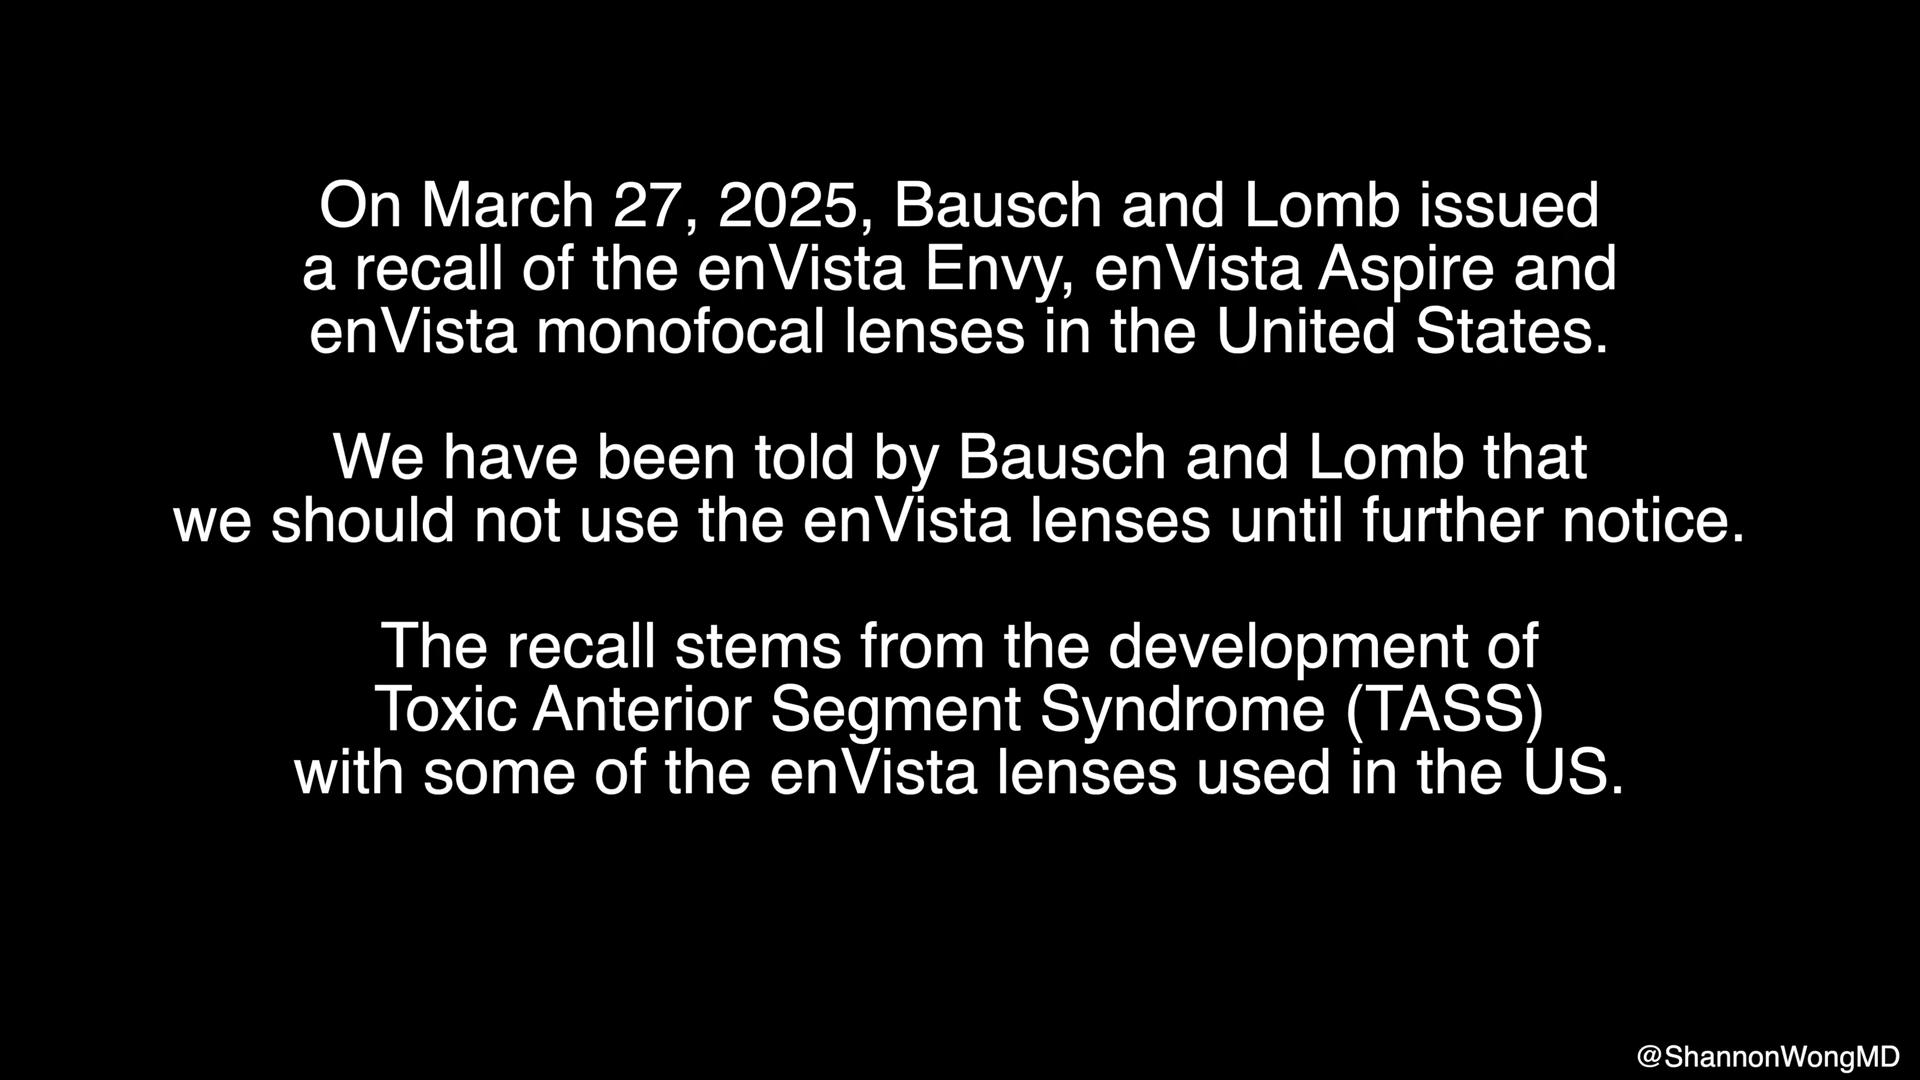 On March 27, 2025, Bausch and Lomb issued
a recall of the enVista Envy, enVista Aspire and
enVista monofocal lenses in the United States.
We have been told by Bausch and Lomb that
we should not use the enVista lenses until further notice.
The recall stems from the development of
Toxic Anterior Segment Syndrome (TASS)
with some of the enVista lenses used in the US.
@ShannonWongMD